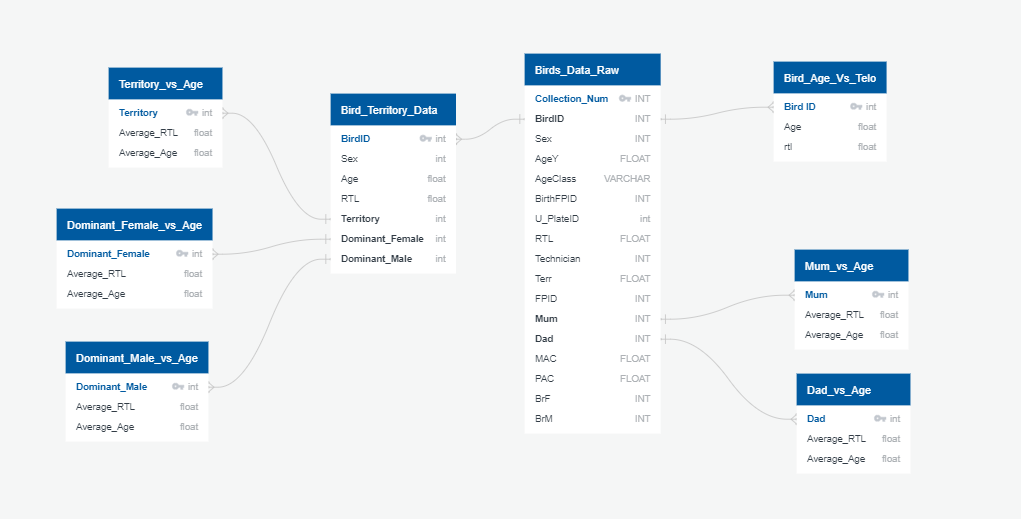 Territory_vs_Age
Territory int
Average_RTL float
Average_Age float
Dominant_Female_vs_Age
Dominant_Female int
Average_RTL float
Average_Age float
Dominant_Male_vs_Age
Dominant_Male int
Average_RTL float
Average_Age float
Bird_Territory_Data
BirdID int
Sex int
Age float
RTL float
Territory int
Dominant_Female int
Dominant_Male int
Birds_Data_Raw
Collection_Num INT
BirdID INT
Sex INT
AgeY FLOAT
AgeClass VARCHAR
BirthFPID INT
U_PlateID int
RTL FLOAT
Technician INT
Terr FLOAT
FPID INT
Mum INT
Dad INT
MAC FLOAT
PAC FLOAT
BrF INT
BrM INT
Bird_Age_Vs_Telo
Bird ID int
Age float
rtl float
Mum_vs_Age
Mum int
Average_RTL float
Average_Age float
Dad_vs_Age
Dad int
Average_RTL float
Average_Age float